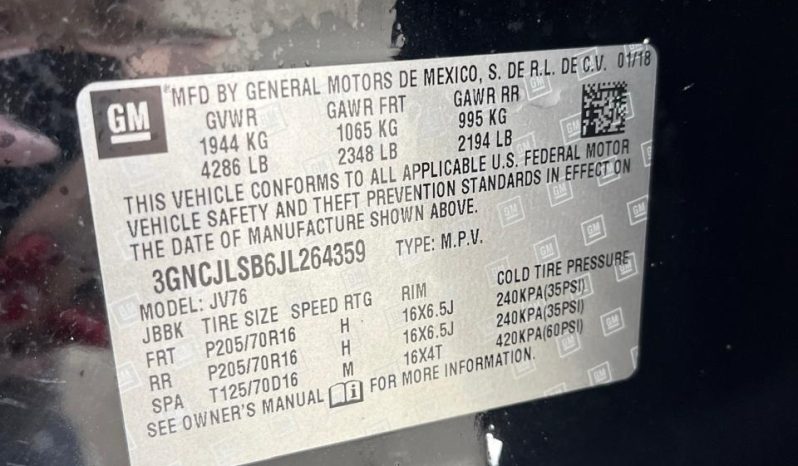 GM
*MFD BY GENERAL MOTORS DE MEXICO, S. DE R.L. DE C.V. 01/18
GVWR GAWR FRT GAWR RR
1944 KG 1065 KG 995 KG
4286 LB 2348 LB 2194 LB
THIS VEHICLE CONFORMS TO ALL APPLICABLE U.S. FEDERAL MOTOR
VEHICLE SAFETY AND THEFT PREVENTION STANDARDS IN EFFECT ON
THE DATE OF MANUFACTURE SHOWN ABOVE.
3GNCJLSB6JL264359 TYPE: M.P.V.
MODEL: JV76
JBBK TIRE SIZE SPEED RTG RIM COLD TIRE PRESSURE
FRT P205/70R16 H 16X6.5J 240KPA(35PSI)
RR P205/70R16 H 16X6.5J 240KPA(35PSI)
SPA T125/70D16 M 16X4T 420KPA(60PSI)
SEE OWNER'S MANUAL FOR MORE INFORMATION.